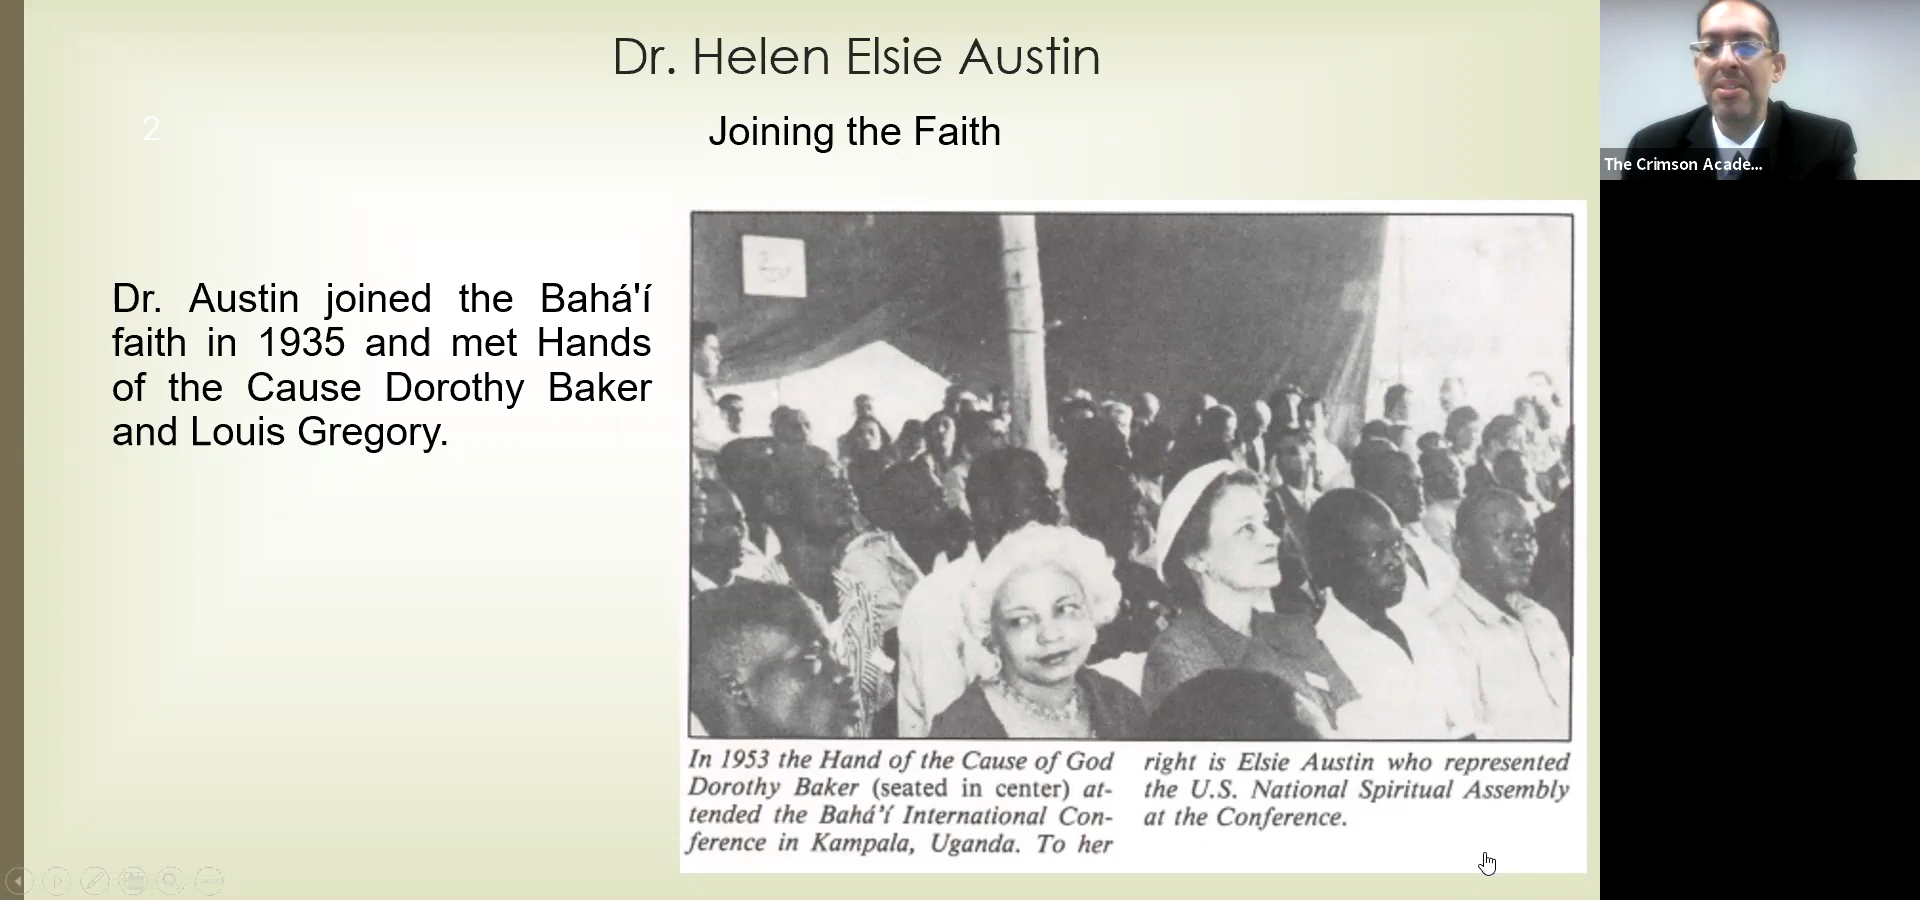 Dr. Helen Elsie Austin
2
Joining the Faith
Dr. Austin joined the Bahá'í
faith in 1935 and met Hands
of the Cause Dorothy Baker
and Louis Gregory.
In 1953 the Hand of the Cause of God
Dorothy Baker (seated in center) at-
tended the Bahá’í International Con-
ference in Kampala, Uganda. To her
right is Elsie Austin who represented
the U.S. National Spiritual Assembly
at the Conference.
The Crimson Acade...